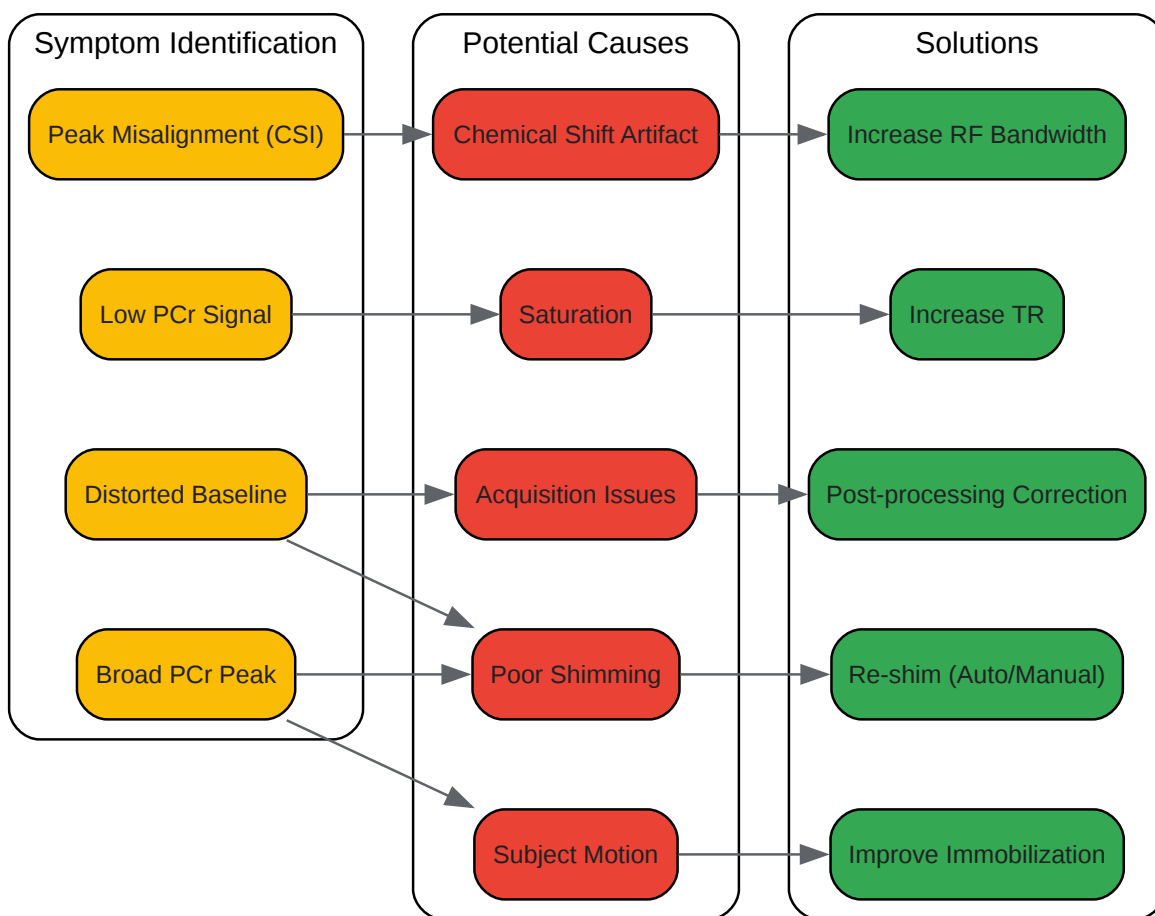 Symptom Identification
Potential Causes
Solutions
Peak Misalignment (CSI)
Chemical Shift Artifact
Increase RF Bandwidth
Low PCr Signal
Saturation
Increase TR
Distorted Baseline
Acquisition Issues
Post-processing Correction
Broad PCr Peak
Poor Shimming
Re-shim (Auto/Manual)
Subject Motion
Improve Immobilization